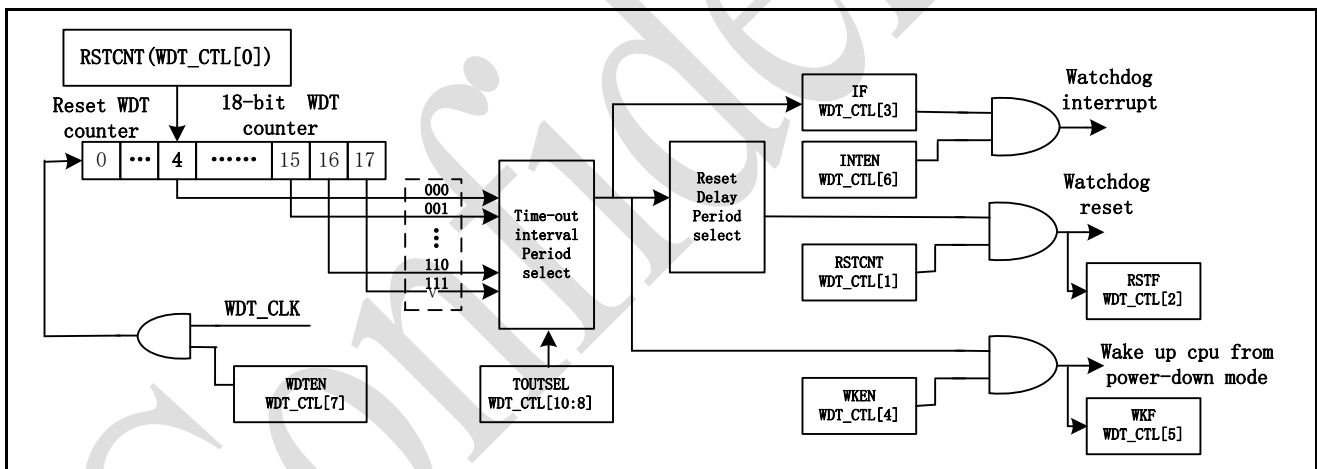 Confiden
RSTCNT(WDT_CTL[0])
Reset WDT
counter
18-bit WDT
counter
0 ••• 4 •••••• 15 16 17
000
001
110
111
V
Time-out
interval
Period
select
Reset
Delay
Period
select
IF
WDT_CTL[3]
INTEN
WDT_CTL[6]
Watchdog
interrupt
Watchdog
reset
RSTCNT
WDT_CTL[1]
RSTF
WDT_CTL[2]
WDT_CLK
WDTEN
WDT_CTL[7]
TOUTSEL
WDT_CTL[10:8]
WKEN
WDT_CTL[4]
Wake up cpu from
power-down mode
WKF
WDT_CTL[5]